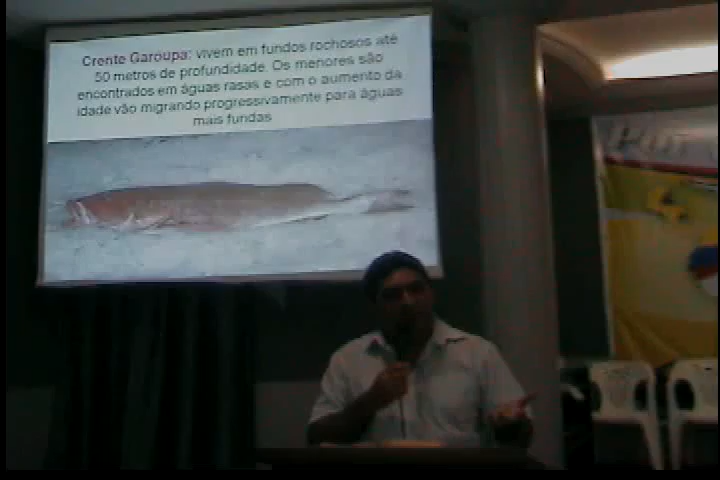 Crente Garoupa: vivem em fundos rochosos até
50 metros de profundidade. Os menores são
encontrados em águas rasas e com o aumento da
idade vão migrando progressivamente para águas
mais fundas